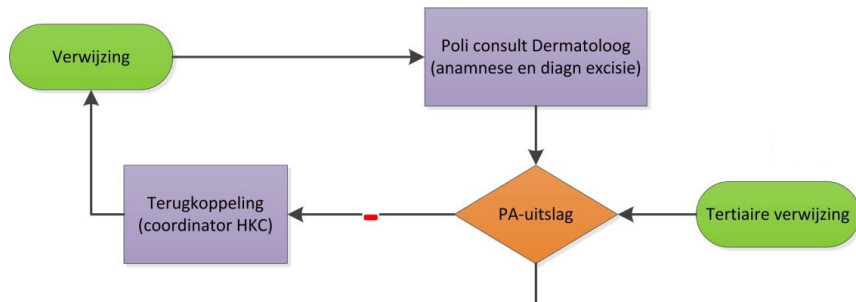 Verwijzing
Poli consult Dermatoloog
(anamnese en diagn excisie)
Terugkoppeling
(coordinator HKC)
-
PA-uitslag
Tertiaire verwijzing